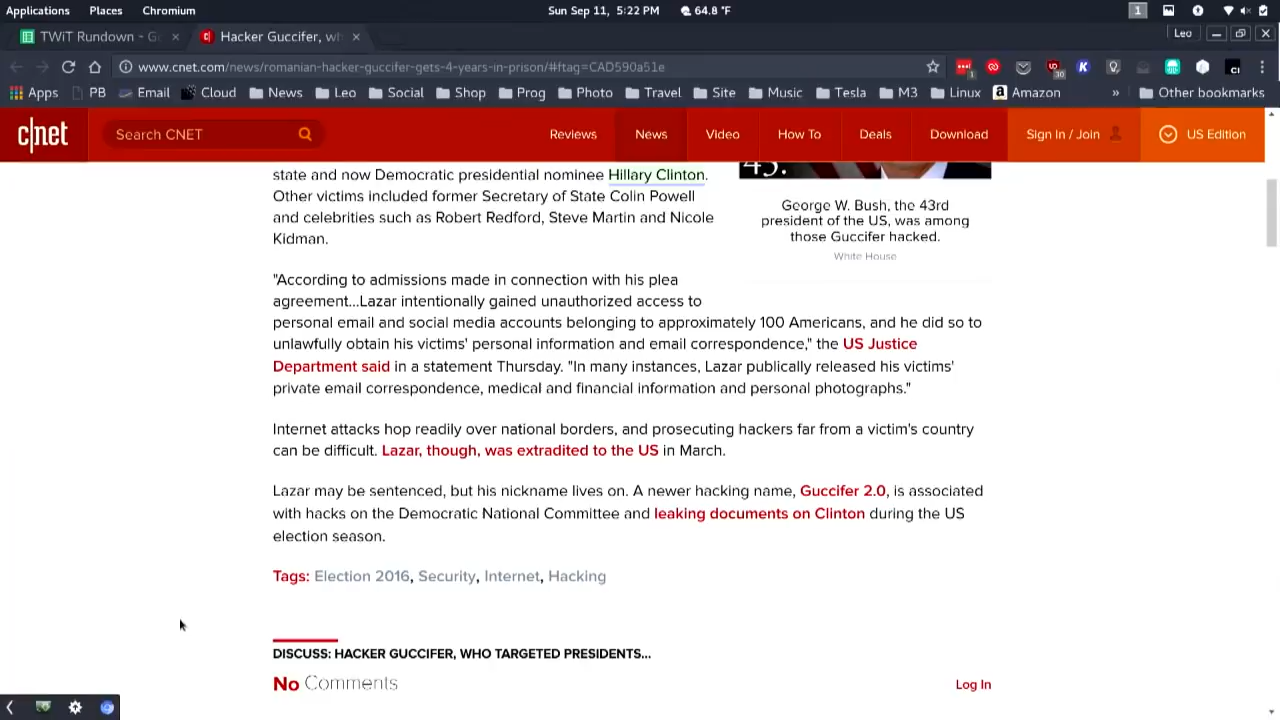 Applications Places Chromium Sun Sep 11, 5:22 PM 64.8 °F 1
TWiT Rundown - Go × Hacker Guccifer, wh × Leo
www.cnet.com/news/romanian-hacker-guccifer-gets-4-years-in-prison/#ftag=CAD590a51e
Apps PB Email Cloud News Leo Social Shop Prog Photo Travel Site Music Tesla M3 Linux Amazon » Other bookmarks
c|net Search CNET Reviews News Video How To Deals Download Sign In / Join US Edition
43.
state and now Democratic presidential nominee Hillary Clinton.
Other victims included former Secretary of State Colin Powell
and celebrities such as Robert Redford, Steve Martin and Nicole
Kidman.
George W. Bush, the 43rd
president of the US, was among
those Guccifer hacked.
White House
"According to admissions made in connection with his plea
agreement...Lazar intentionally gained unauthorized access to
personal email and social media accounts belonging to approximately 100 Americans, and he did so to
unlawfully obtain his victims' personal information and email correspondence," the US Justice
Department said in a statement Thursday. "In many instances, Lazar publically released his victims'
private email correspondence, medical and financial information and personal photographs."
Internet attacks hop readily over national borders, and prosecuting hackers far from a victim's country
can be difficult. Lazar, though, was extradited to the US in March.
Lazar may be sentenced, but his nickname lives on. A newer hacking name, Guccifer 2.0, is associated
with hacks on the Democratic National Committee and leaking documents on Clinton during the US
election season.
Tags: Election 2016, Security, Internet, Hacking
DISCUSS: HACKER GUCCIFER, WHO TARGETED PRESIDENTS...
No Comments Log In